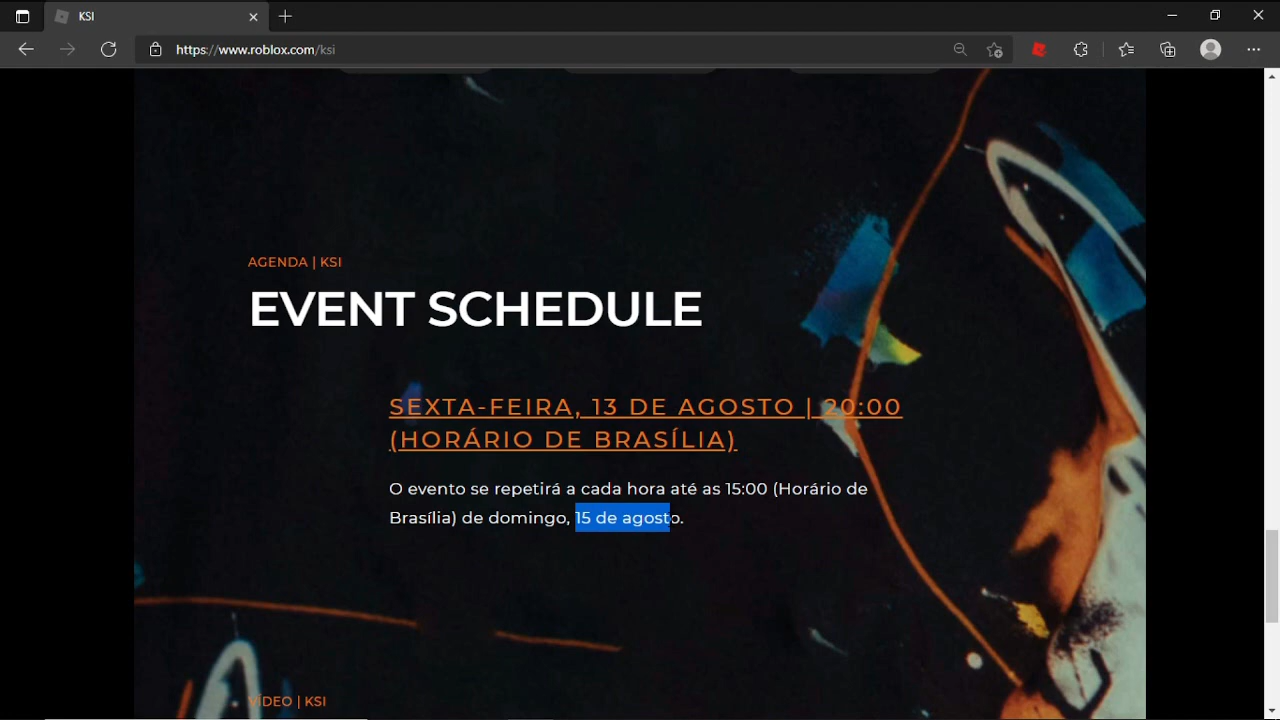 KSI
https://www.roblox.com/ksi
AGENDA | KSI
EVENT SCHEDULE
SEXTA-FEIRA, 13 DE AGOSTO | 20:00
(HORÁRIO DE BRASÍLIA)
O evento se repetirá a cada hora até as 15:00 (Horário de
Brasília) de domingo, 15 de agosto.
VÍDEO | KSI